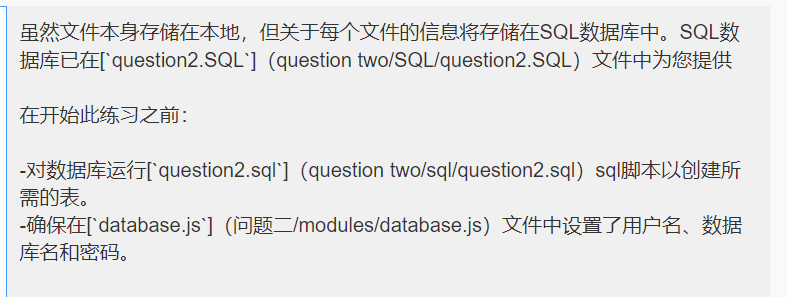 虽然文件本身存储在本地，但关于每个文件的信息将存储在SQL数据库中。SQL数
据库已在[`question2.SQL`]（question two/SQL/question2.SQL）文件中为您提供
在开始此练习之前：
-对数据库运行[`question2.sql`]（question two/sql/question2.sql）sql脚本以创建所
需的表。
-确保在[`database.js`]（问题二/modules/database.js）文件中设置了用户名、数据
库名和密码。